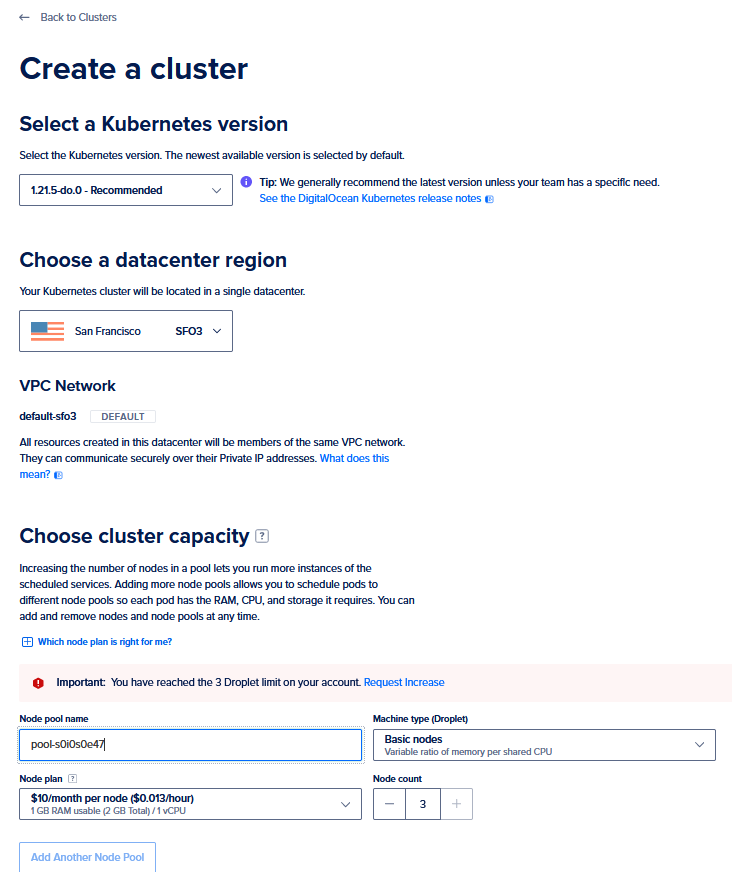 ← Back to Clusters
Create a cluster
Select a Kubernetes version
Select the Kubernetes version. The newest available version is selected by default.
1.21.5-do.0 - Recommended
Tip: We generally recommend the latest version unless your team has a specific need.
See the DigitalOcean Kubernetes release notes
Choose a datacenter region
Your Kubernetes cluster will be located in a single datacenter.
San Francisco SFO3
VPC Network
default-sfo3 DEFAULT
All resources created in this datacenter will be members of the same VPC network.
They can communicate securely over their Private IP addresses. What does this
mean?
Choose cluster capacity ?
Increasing the number of nodes in a pool lets you run more instances of the
scheduled services. Adding more node pools allows you to schedule pods to
different node pools so each pod has the RAM, CPU, and storage it requires. You can
add and remove nodes and node pools at any time.
Which node plan is right for me?
Important: You have reached the 3 Droplet limit on your account. Request Increase
Node pool name
pool-s0i0s0e47
Machine type (Droplet)
Basic nodes
Variable ratio of memory per shared CPU
Node plan ?
$10/month per node ($0.013/hour)
1 GB RAM usable (2 GB Total) / 1 vCPU
Node count
− 3 +
Add Another Node Pool